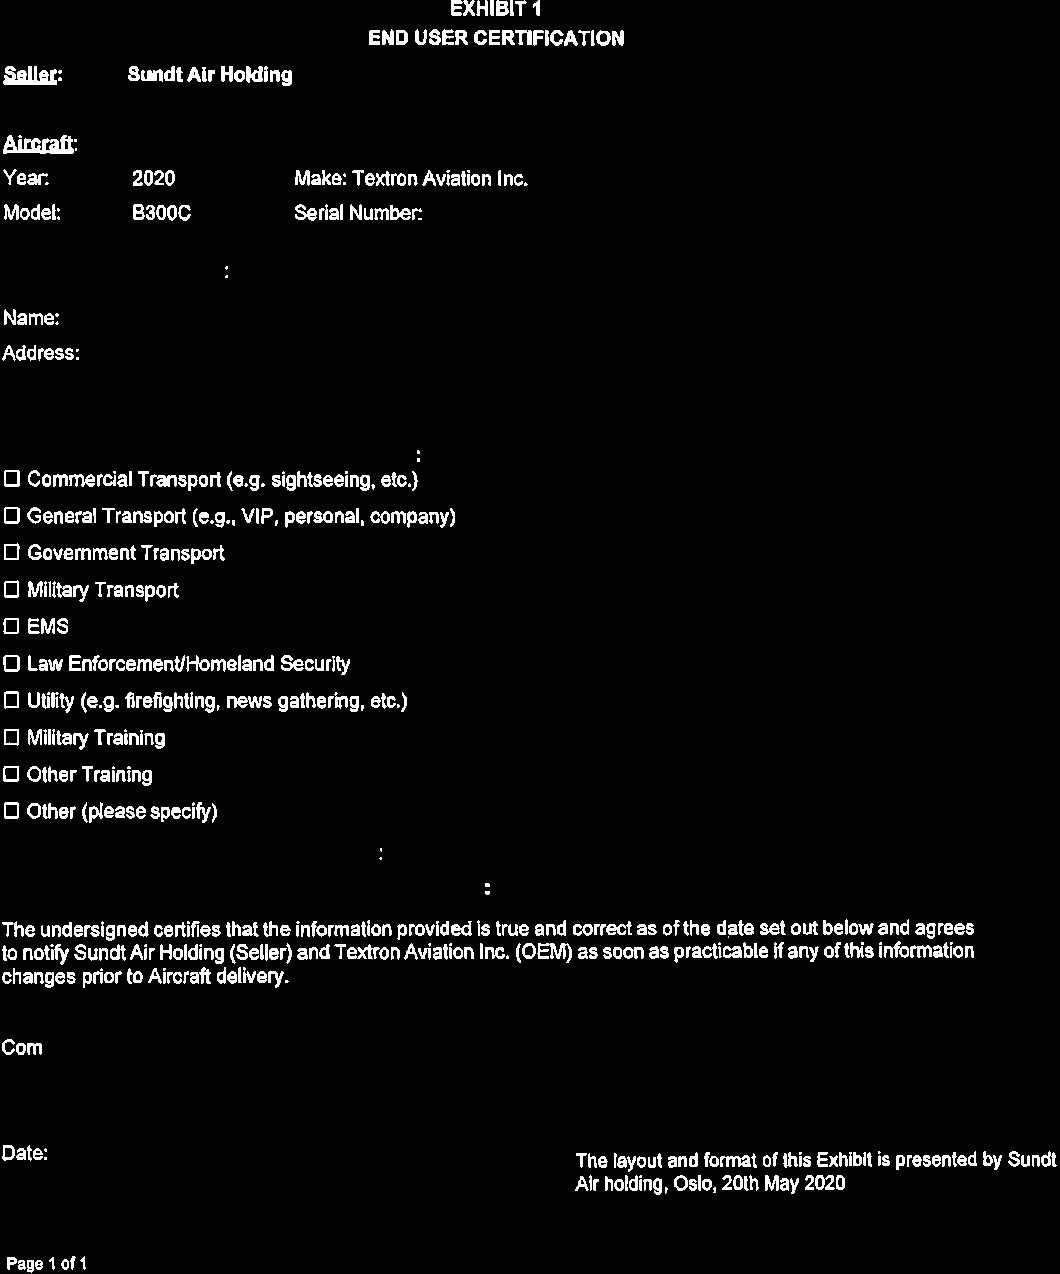 EXHIBIT 1
END USER CERTIFICATION
Seller: Sundt Air Holding
Aircraft:
Year: 2020 Make: Textron Aviation Inc.
Model: B300C Serial Number:
:
Name:
Address:
:
☐ Commercial Transport (e.g. sightseeing, etc.)
☐ General Transport (e.g., VIP, personal, company)
☐ Government Transport
☐ Military Transport
☐ EMS
☐ Law Enforcement/Homeland Security
☐ Utility (e.g. firefighting, news gathering, etc.)
☐ Military Training
☐ Other Training
☐ Other (please specify)
:
:
The undersigned certifies that the information provided is true and correct as of the date set out below and agrees
to notify Sundt Air Holding (Seller) and Textron Aviation Inc. (OEM) as soon as practicable if any of this information
changes prior to Aircraft delivery.
Com
Date:
The layout and format of this Exhibit is presented by Sundt
Air holding, Oslo, 20th May 2020
Page 1 of 1